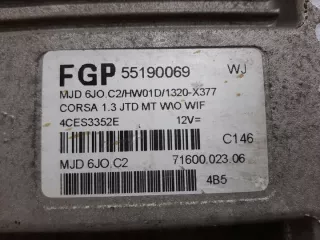 FGP 55190069 WJ
MJD 6JO.C2/HW01D/1320-X377
CORSA 1.3 JTD MT W/O WIF
4CES3352E 12V=
C146
MJD 6JO.C2 71600.023.06
4B5